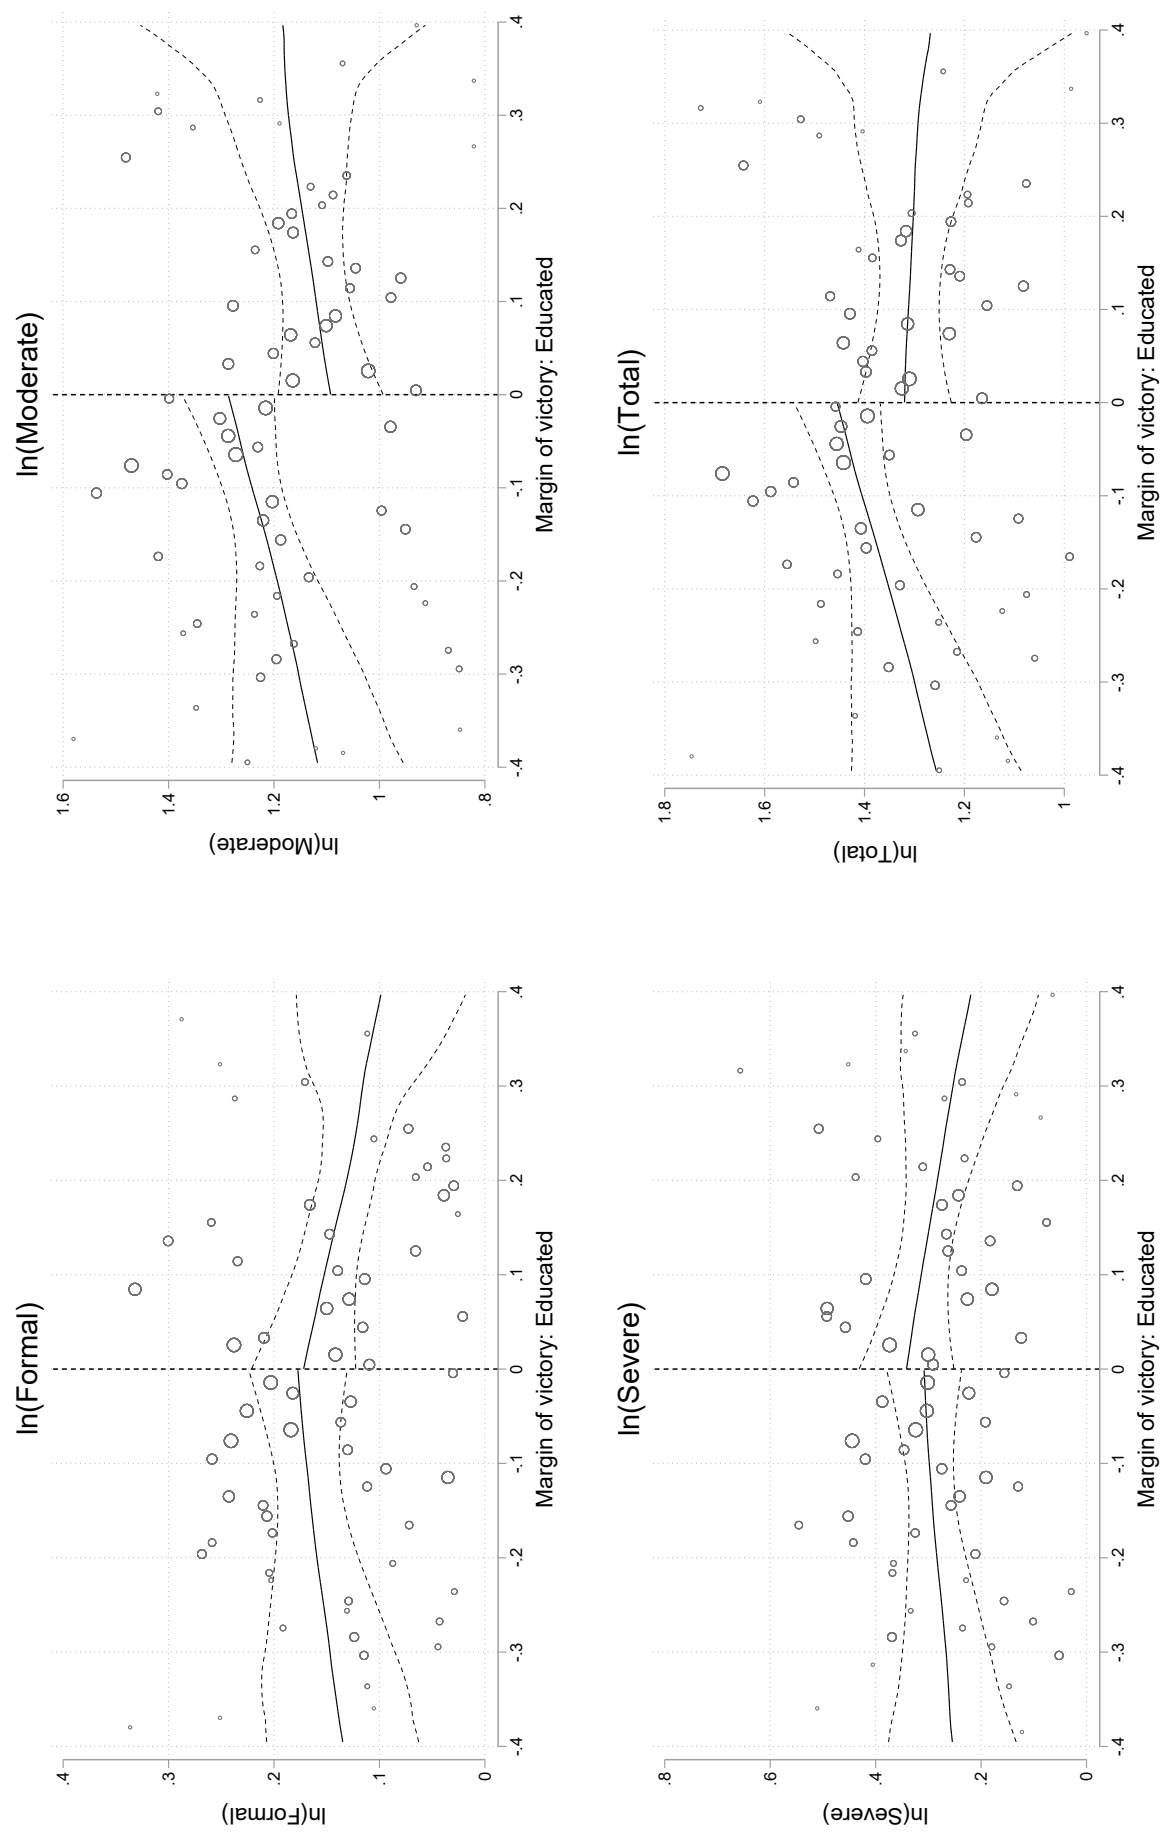 ln(Formal)
ln(Formal)
.4
.3
.2
.1
0
-.4 -.3 -.2 -.1 0 .1 .2 .3 .4
Margin of victory: Educated
ln(Moderate)
ln(Moderate)
1.6
1.4
1.2
1
.8
-.4 -.3 -.2 -.1 0 .1 .2 .3 .4
Margin of victory: Educated
ln(Severe)
ln(Severe)
.8
.6
.4
.2
0
-.4 -.3 -.2 -.1 0 .1 .2 .3 .4
Margin of victory: Educated
ln(Total)
ln(Total)
1.8
1.6
1.4
1.2
1
-.4 -.3 -.2 -.1 0 .1 .2 .3 .4
Margin of victory: Educated